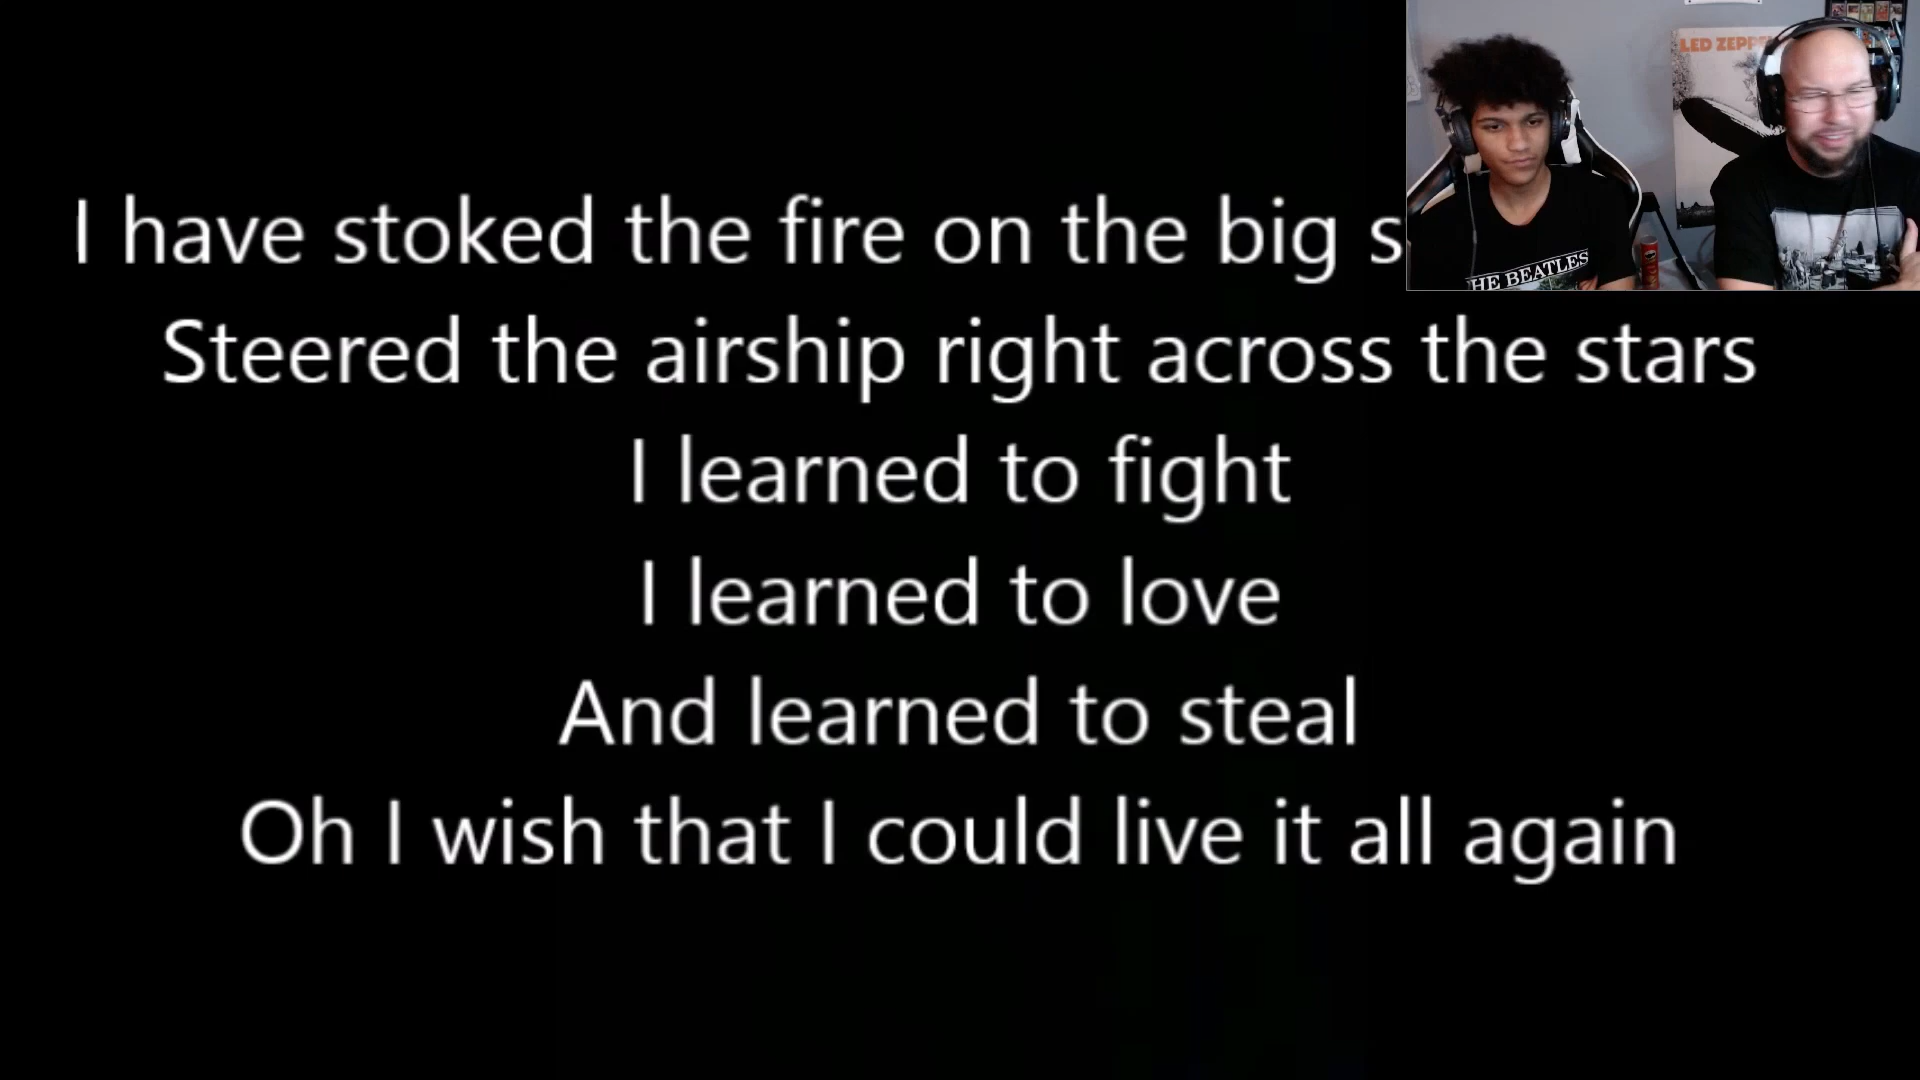 I have stoked the fire on the big s
Steered the airship right across the stars
I learned to fight
I learned to love
And learned to steal
Oh I wish that I could live it all again
LED ZEPPE
HE BEATLES